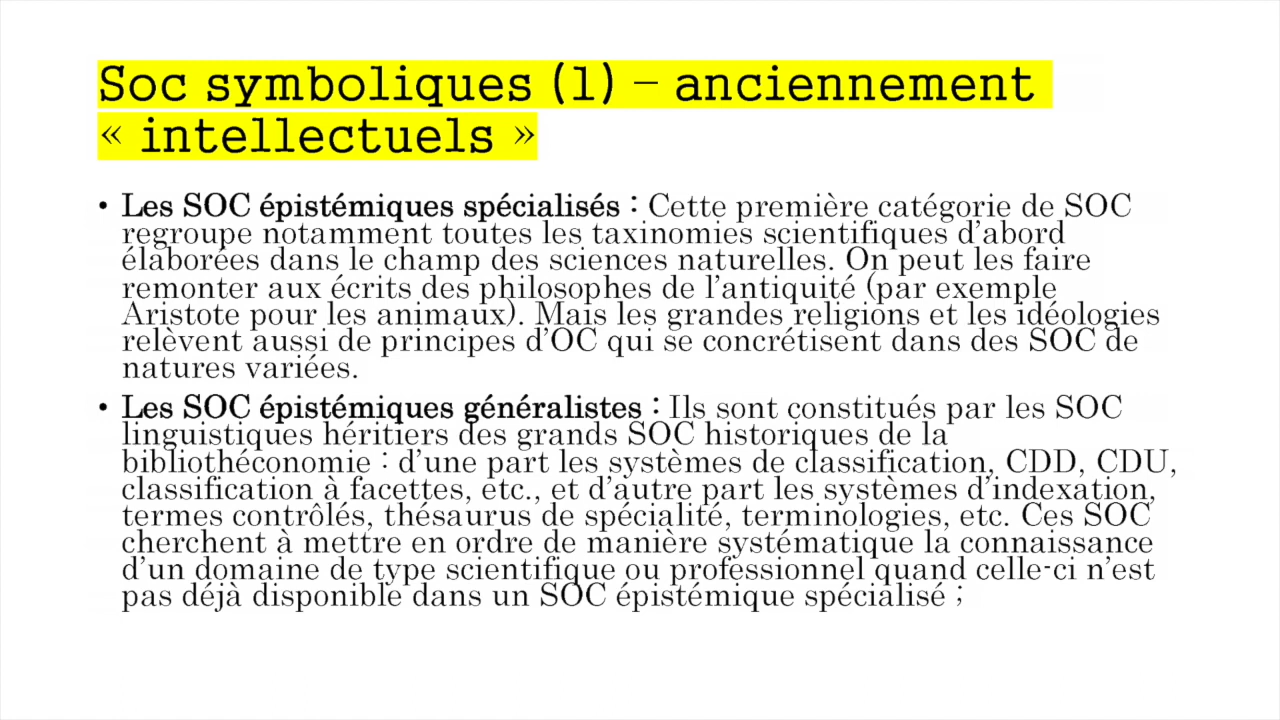 Soc symboliques (1) – anciennement
« intellectuels »
• Les SOC épistémiques spécialisés : Cette première catégorie de SOC
regroupe notamment toutes les taxinomies scientifiques d’abord
élaborées dans le champ des sciences naturelles. On peut les faire
remonter aux écrits des philosophes de l’antiquité (par exemple
Aristote pour les animaux). Mais les grandes religions et les idéologies
relèvent aussi de principes d’OC qui se concrétisent dans des SOC de
natures variées.
• Les SOC épistémiques généralistes : Ils sont constitués par les SOC
linguistiques héritiers des grands SOC historiques de la
bibliothéconomie : d’une part les systèmes de classification, CDD, CDU,
classification à facettes, etc., et d’autre part les systèmes d’indexation,
termes contrôlés, thésaurus de spécialité, terminologies, etc. Ces SOC
cherchent à mettre en ordre de manière systématique la connaissance
d’un domaine de type scientifique ou professionnel quand celle-ci n’est
pas déjà disponible dans un SOC épistémique spécialisé ;